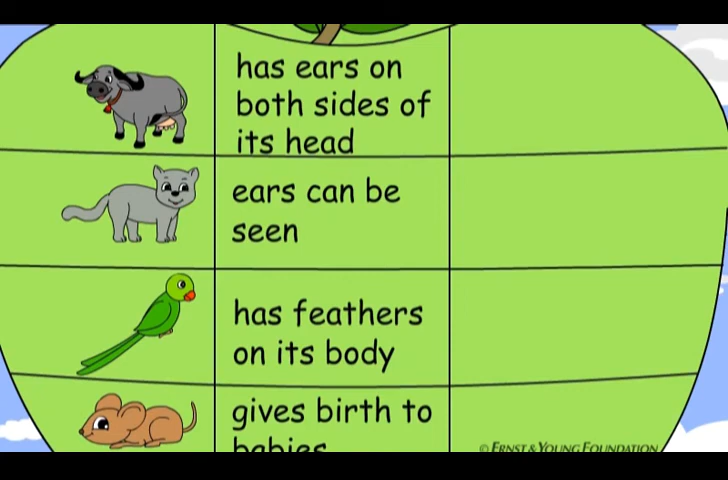 has ears on
both sides of
its head
ears can be
seen
has feathers
on its body
gives birth to
babies
© ERNST & YOUNG FOUNDATION